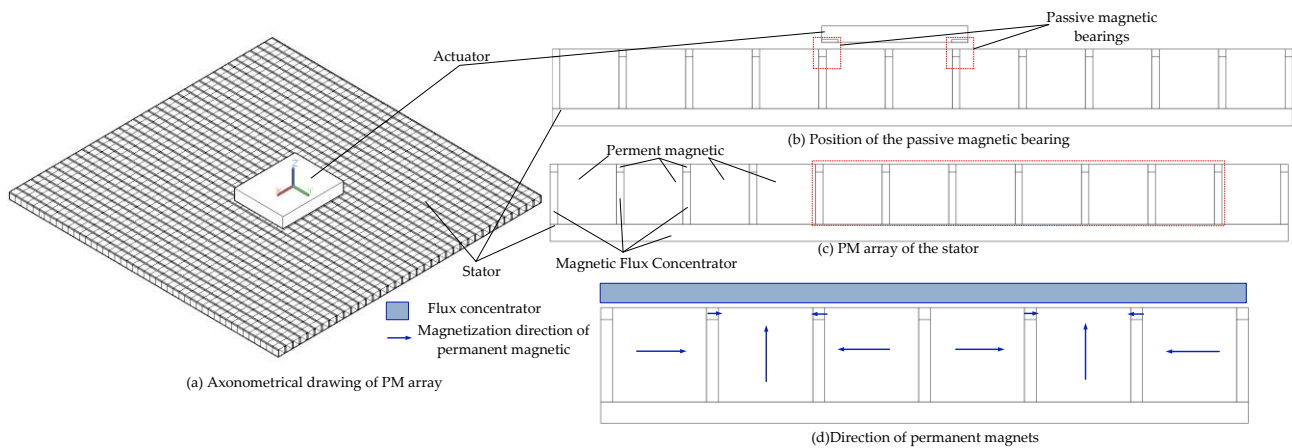 Actuator
Stator
(a) Axonometrical drawing of PM array
Passive magnetic
bearings
(b) Position of the passive magnetic bearing
Perment magnetic
Magnetic Flux Concentrator
(c) PM array of the stator
Flux concentrator
Magnetization direction of
permanent magnetic
(d)Direction of permanent magnets